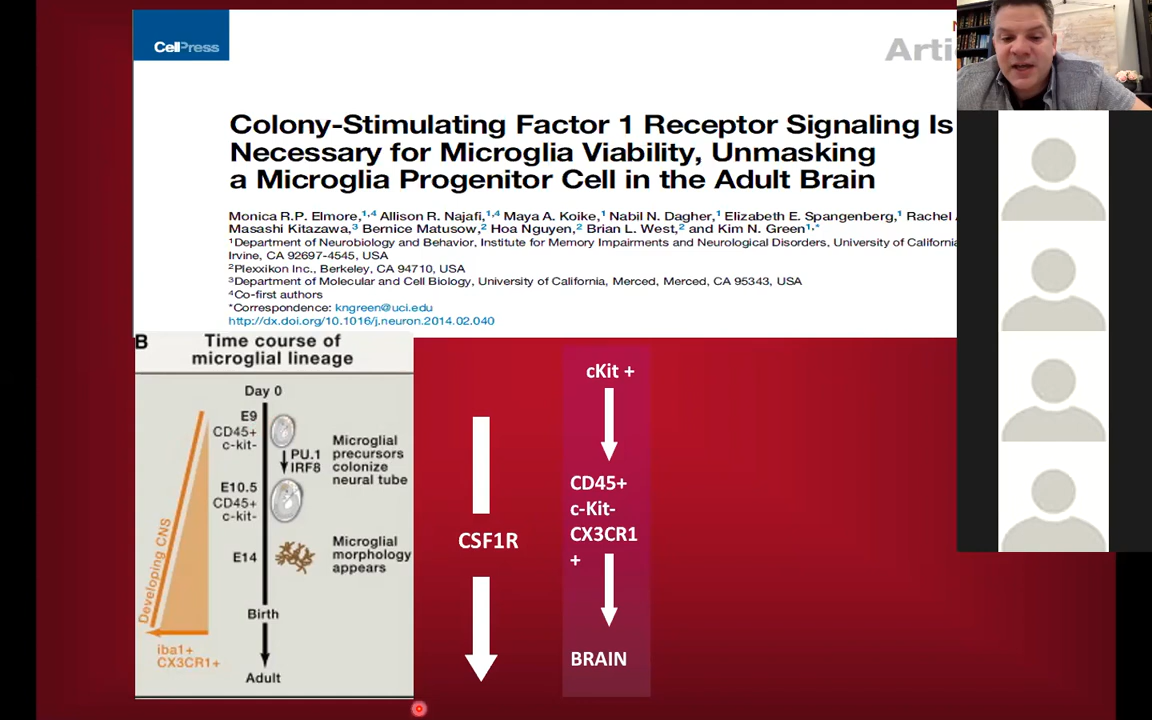 CellPress
Arti
Colony-Stimulating Factor 1 Receptor Signaling Is
Necessary for Microglia Viability, Unmasking
a Microglia Progenitor Cell in the Adult Brain
Monica R.P. Elmore,1,4 Allison R. Najafi,1,4 Maya A. Koike,1 Nabil N. Dagher,1 Elizabeth E. Spangenberg,1 Rachel
Masashi Kitazawa,3 Bernice Matusow,2 Hoa Nguyen,2 Brian L. West,2 and Kim N. Green1,*
1Department of Neurobiology and Behavior, Institute for Memory Impairments and Neurological Disorders, University of California
Irvine, CA 92697-4545, USA
2Plexxikon Inc., Berkeley, CA 94710, USA
3Department of Molecular and Cell Biology, University of California, Merced, Merced, CA 95343, USA
4Co-first authors
*Correspondence: kngreen@uci.edu
http://dx.doi.org/10.1016/j.neuron.2014.02.040
B
Time course of
microglial lineage
Day 0
E9
CD45+
c-kit-
PU.1
IRF8
Microglial
precursors
colonize
neural tube
E10.5
CD45+
c-kit-
E14
Microglial
morphology
appears
Developing CNS
Birth
iba1+
CX3CR1+
Adult
CSF1R
cKit +
CD45+
c-Kit-
CX3CR1
+
BRAIN